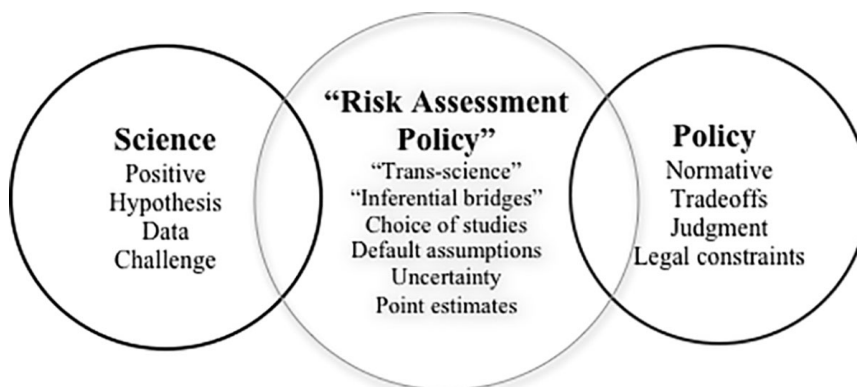 Science
Positive
Hypothesis
Data
Challenge
“Risk Assessment
Policy”
“Trans-science”
“Inferential bridges”
Choice of studies
Default assumptions
Uncertainty
Point estimates
Policy
Normative
Tradeoffs
Judgment
Legal constraints